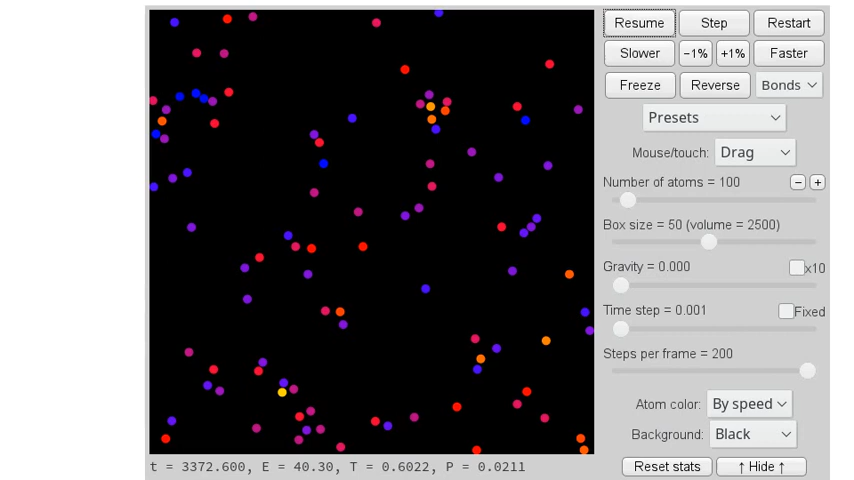 Resume Step Restart
Slower −1% +1% Faster
Freeze Reverse Bonds
Presets
Mouse/touch: Drag
Number of atoms = 100 − +
Box size = 50 (volume = 2500)
Gravity = 0.000 x10
Time step = 0.001 Fixed
Steps per frame = 200
Atom color: By speed
Background: Black
Reset stats ↑ Hide ↑
t = 3372.600, E = 40.30, T = 0.6022, P = 0.0211